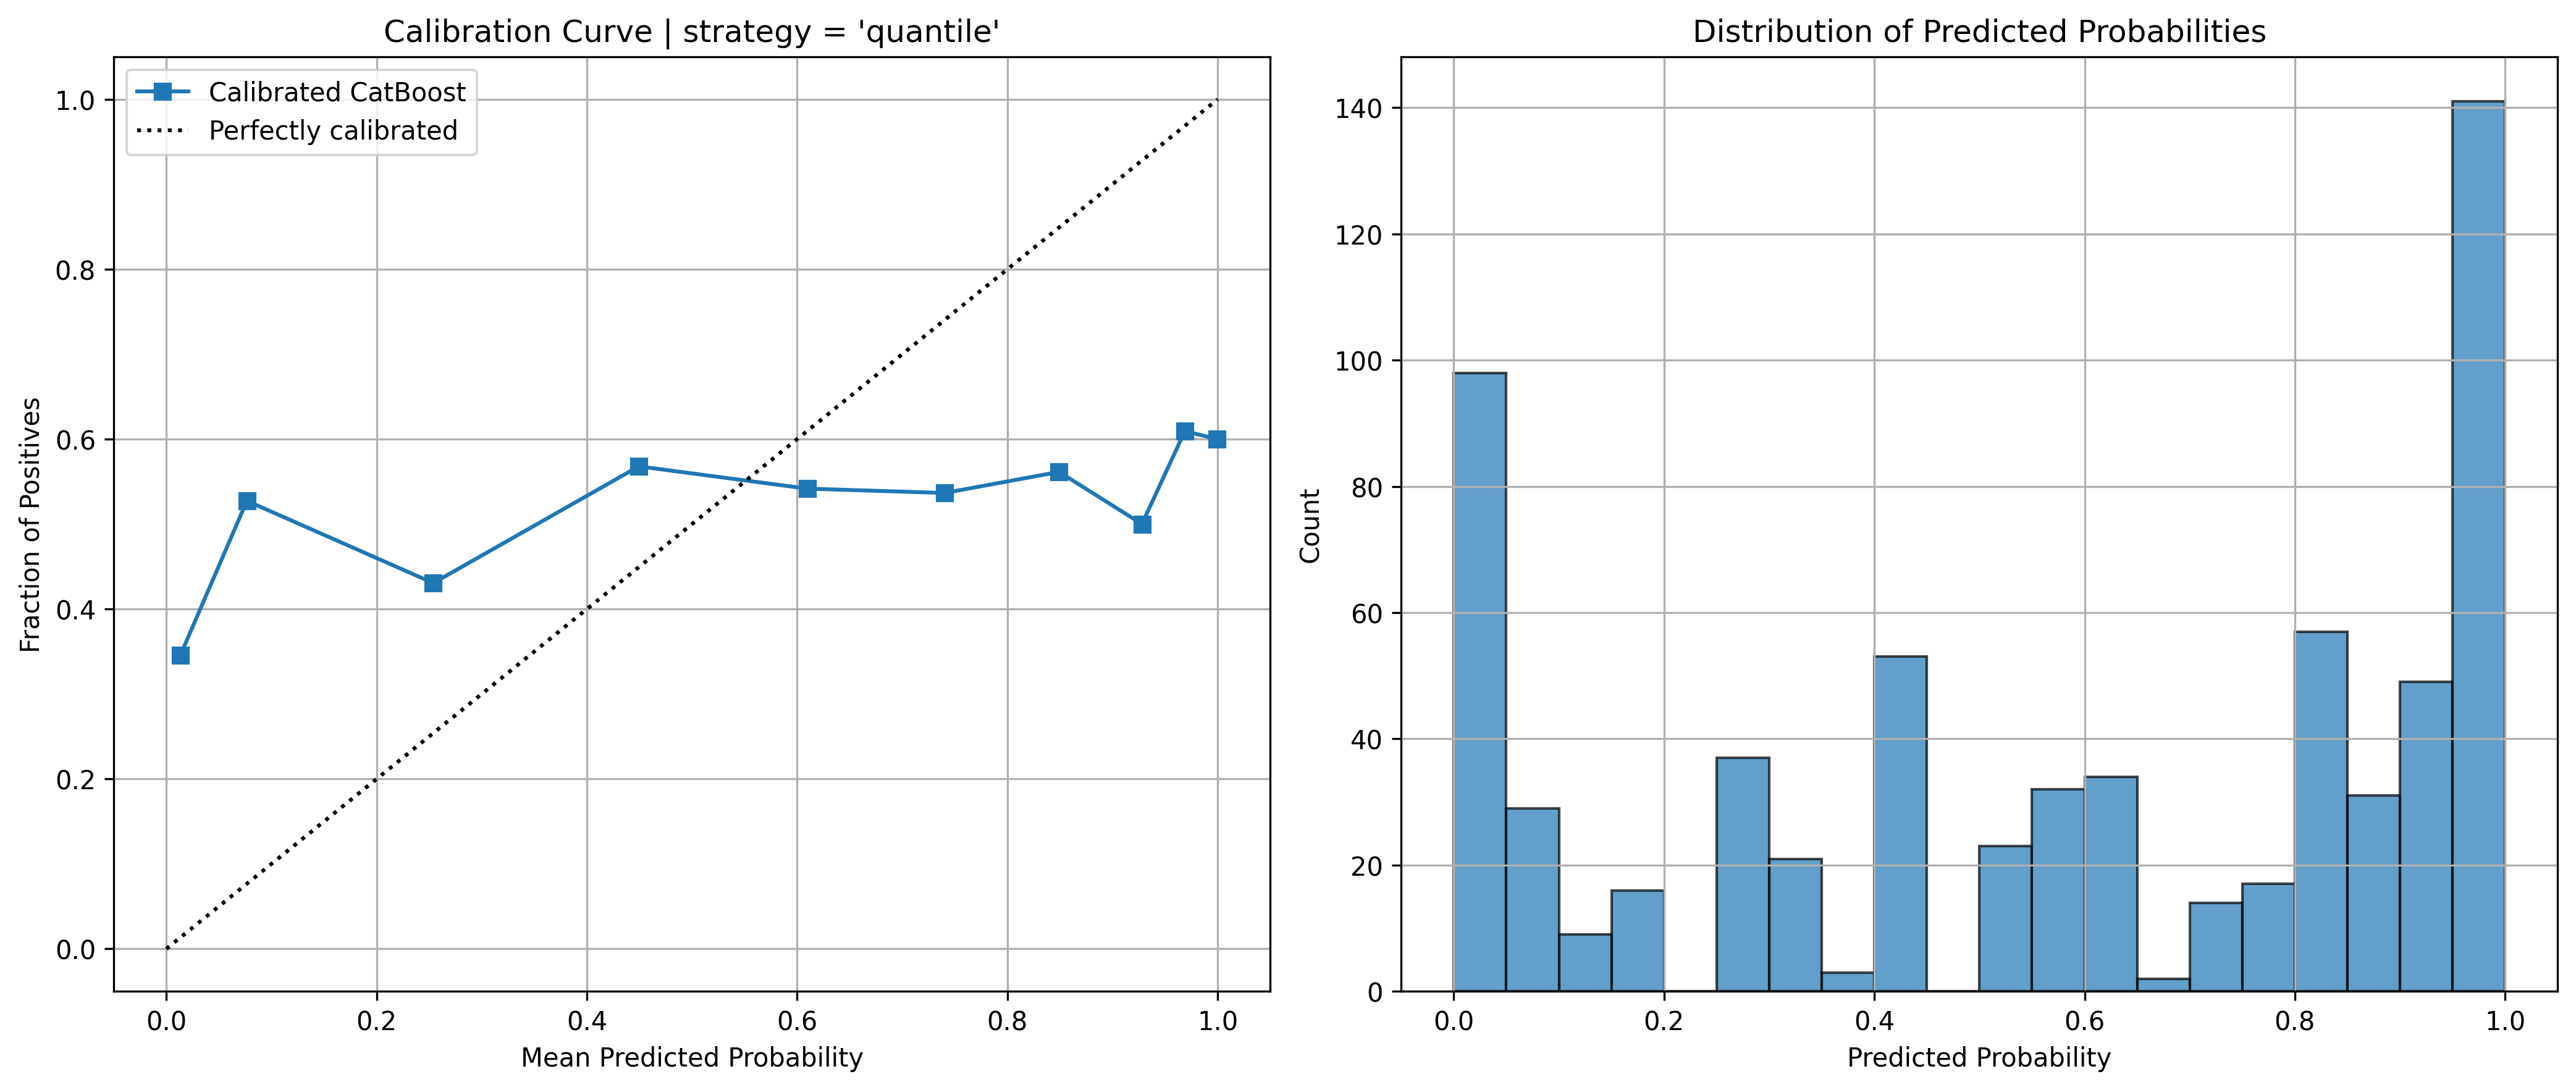 Calibration Curve | strategy = 'quantile'
Calibrated CatBoost
Perfectly calibrated
1.0
0.8
0.6
0.4
0.2
0.0
Fraction of Positives
0.0 0.2 0.4 0.6 0.8 1.0
Mean Predicted Probability
Distribution of Predicted Probabilities
140
120
100
80
60
40
20
0
Count
0.0 0.2 0.4 0.6 0.8 1.0
Predicted Probability